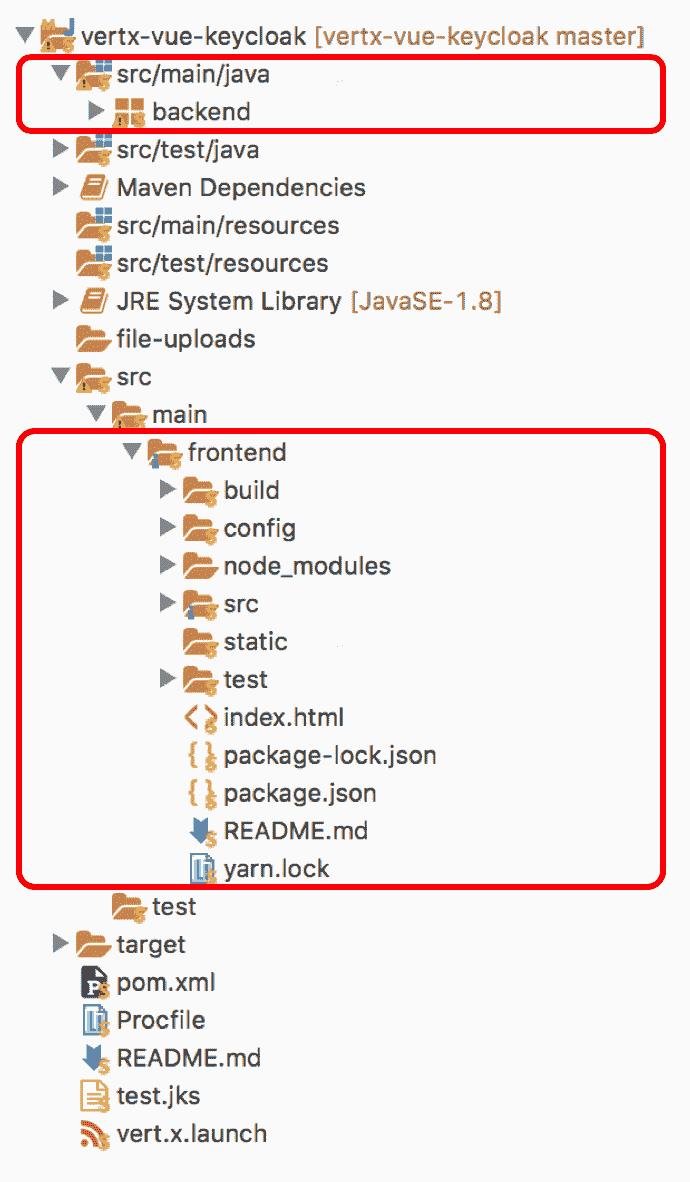 vertx-vue-keycloak [vertx-vue-keycloak master]
src/main/java
backend
src/test/java
Maven Dependencies
src/main/resources
src/test/resources
JRE System Library [JavaSE-1.8]
file-uploads
src
main
frontend
build
config
node_modules
src
static
test
index.html
package-lock.json
package.json
README.md
yarn.lock
test
target
pom.xml
Procfile
README.md
test.jks
vert.x.launch